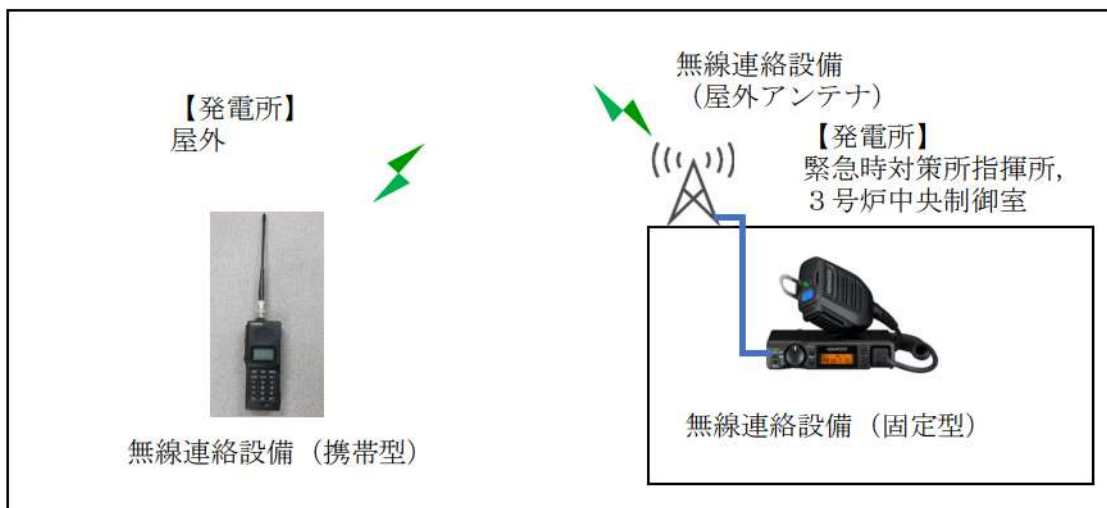 【発電所】
屋外
無線連絡設備
（屋外アンテナ）
【発電所】
緊急時対策所指揮所，
３号炉中央制御室
無線連絡設備（携帯型）
無線連絡設備（固定型）